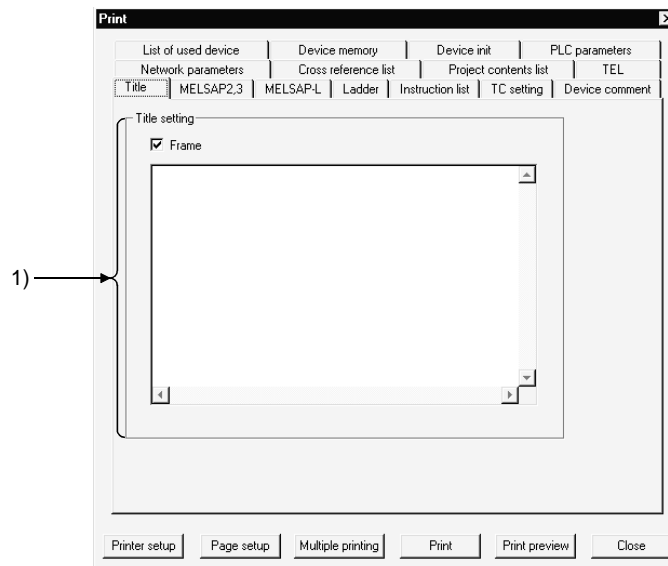 Print
List of used device Device memory Device init PLC parameters
Network parameters Cross reference list Project contents list TEL
Title MELSAP2,3 MELSAP-L Ladder Instruction list TC setting Device comment
Title setting
Frame
1)
Printer setup Page setup Multiple printing Print Print preview Close